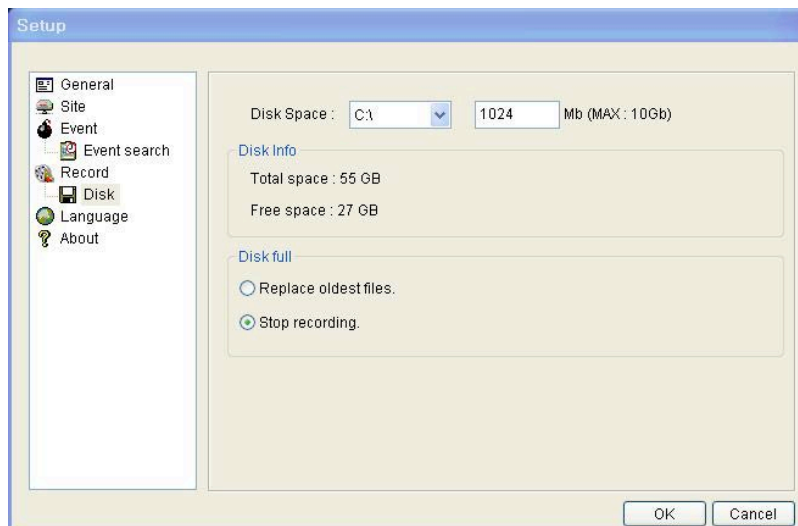 Setup
General
Site
Event
Event search
Record
Disk
Language
About
Disk Space : C:\ 1024 Mb (MAX : 10Gb)
Disk Info
Total space : 55 GB
Free space : 27 GB
Disk full
Replace oldest files.
Stop recording.
OK Cancel